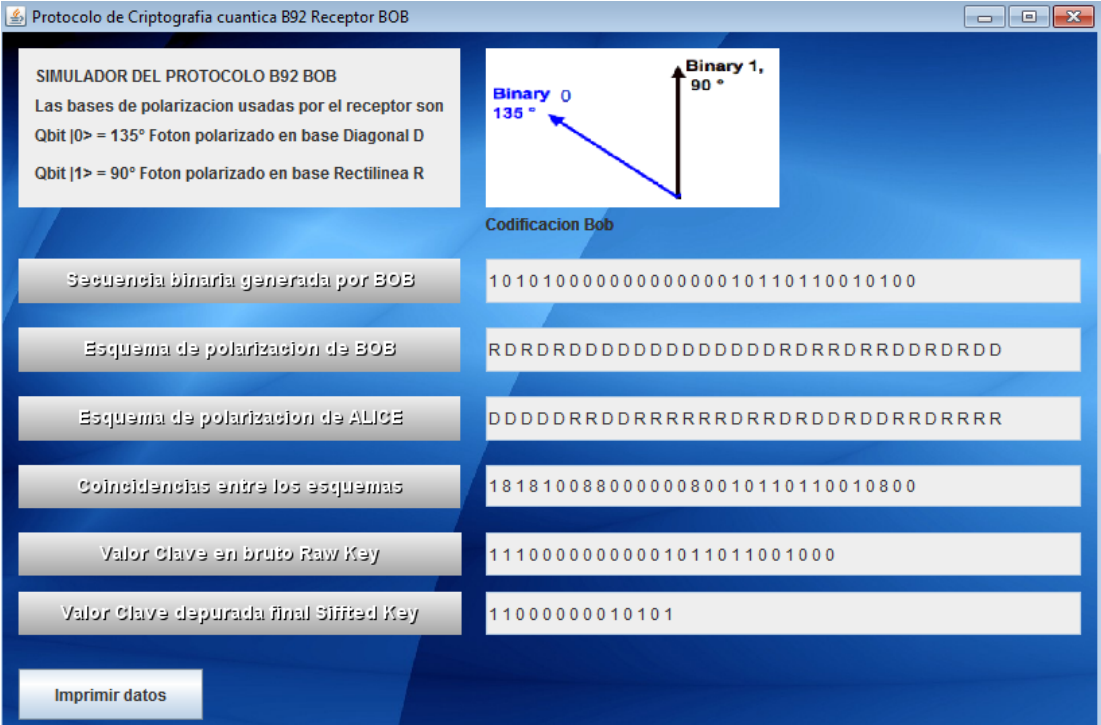 Protocolo de Criptografia cuantica B92 Receptor BOB
SIMULADOR DEL PROTOCOLO B92 BOB
Las bases de polarizacion usadas por el receptor son
Qbit |0> = 135° Foton polarizado en base Diagonal D
Qbit |1> = 90° Foton polarizado en base Rectilinea R
Binary 1,
90 °
Binary 0
135 °
Codificacion Bob
Secuencia binaria generada por BOB
1 0 1 0 1 0 0 0 0 0 0 0 0 0 0 0 0 0 1 0 1 1 0 1 1 0 0 1 0 1 0 0
Esquema de polarizacion de BOB
R D R D R D D D D D D D D D D D D D R D R R D R R D D R D R D D
Esquema de polarizacion de ALICE
D D D D D R R D D R R R R R R D R R D R D D R D D R R D R R R R
Coincidencias entre los esquemas
1 8 1 8 1 0 0 8 8 0 0 0 0 0 0 8 0 0 1 0 1 1 0 1 1 0 0 1 0 8 0 0
Valor Clave en bruto Raw Key
1 1 1 0 0 0 0 0 0 0 0 0 0 1 0 1 1 0 1 1 0 0 1 0 0 0
Valor Clave depurada final Siffted Key
1 1 0 0 0 0 0 0 0 1 0 1 0 1
Imprimir datos